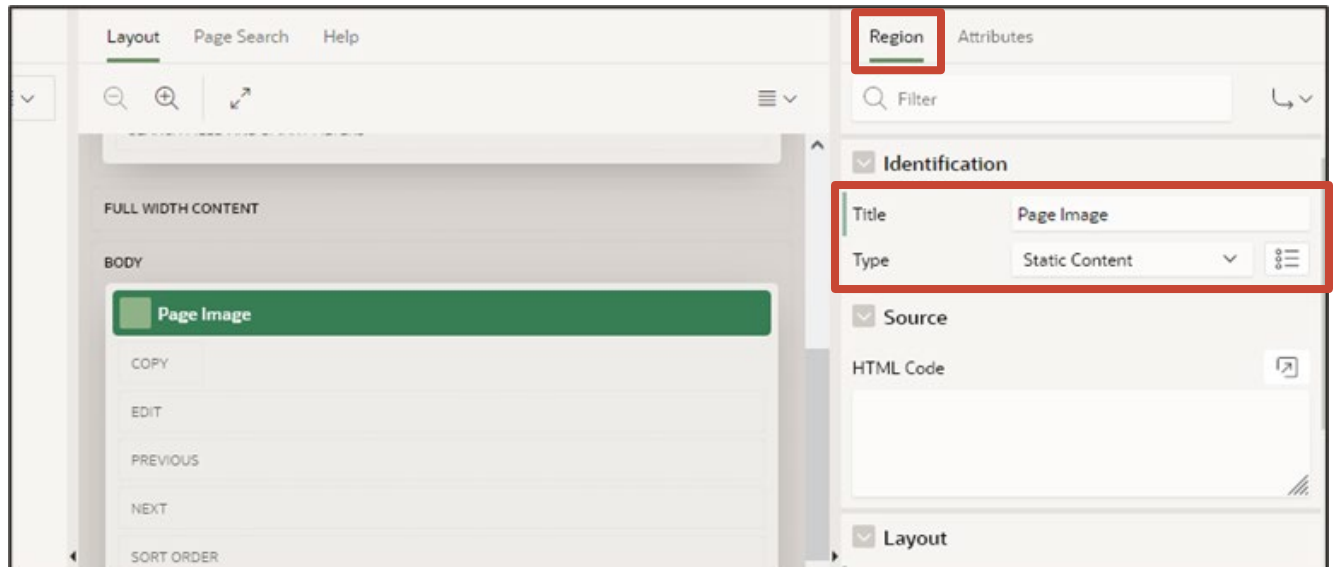 Layout Page Search Help
FULL WIDTH CONTENT
BODY
Page Image
COPY
EDIT
PREVIOUS
NEXT
SORT ORDER
Region Attributes
Filter
Identification
Title Page Image
Type Static Content
Source
HTML Code
Layout